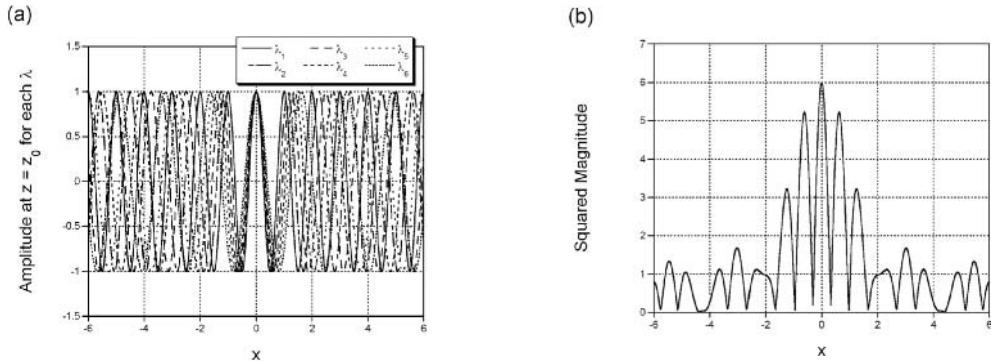 (a)
Amplitude at z = z₀ for each λ
1.5
1
0.5
0
-0.5
-1
-1.5
λ₁ λ₃ λ₅
λ₂ λ₄ λ₆
-6 -4 -2 0 2 4 6
x
(b)
Squared Magnitude
7
6
5
4
3
2
1
0
-6 -4 -2 0 2 4 6
x